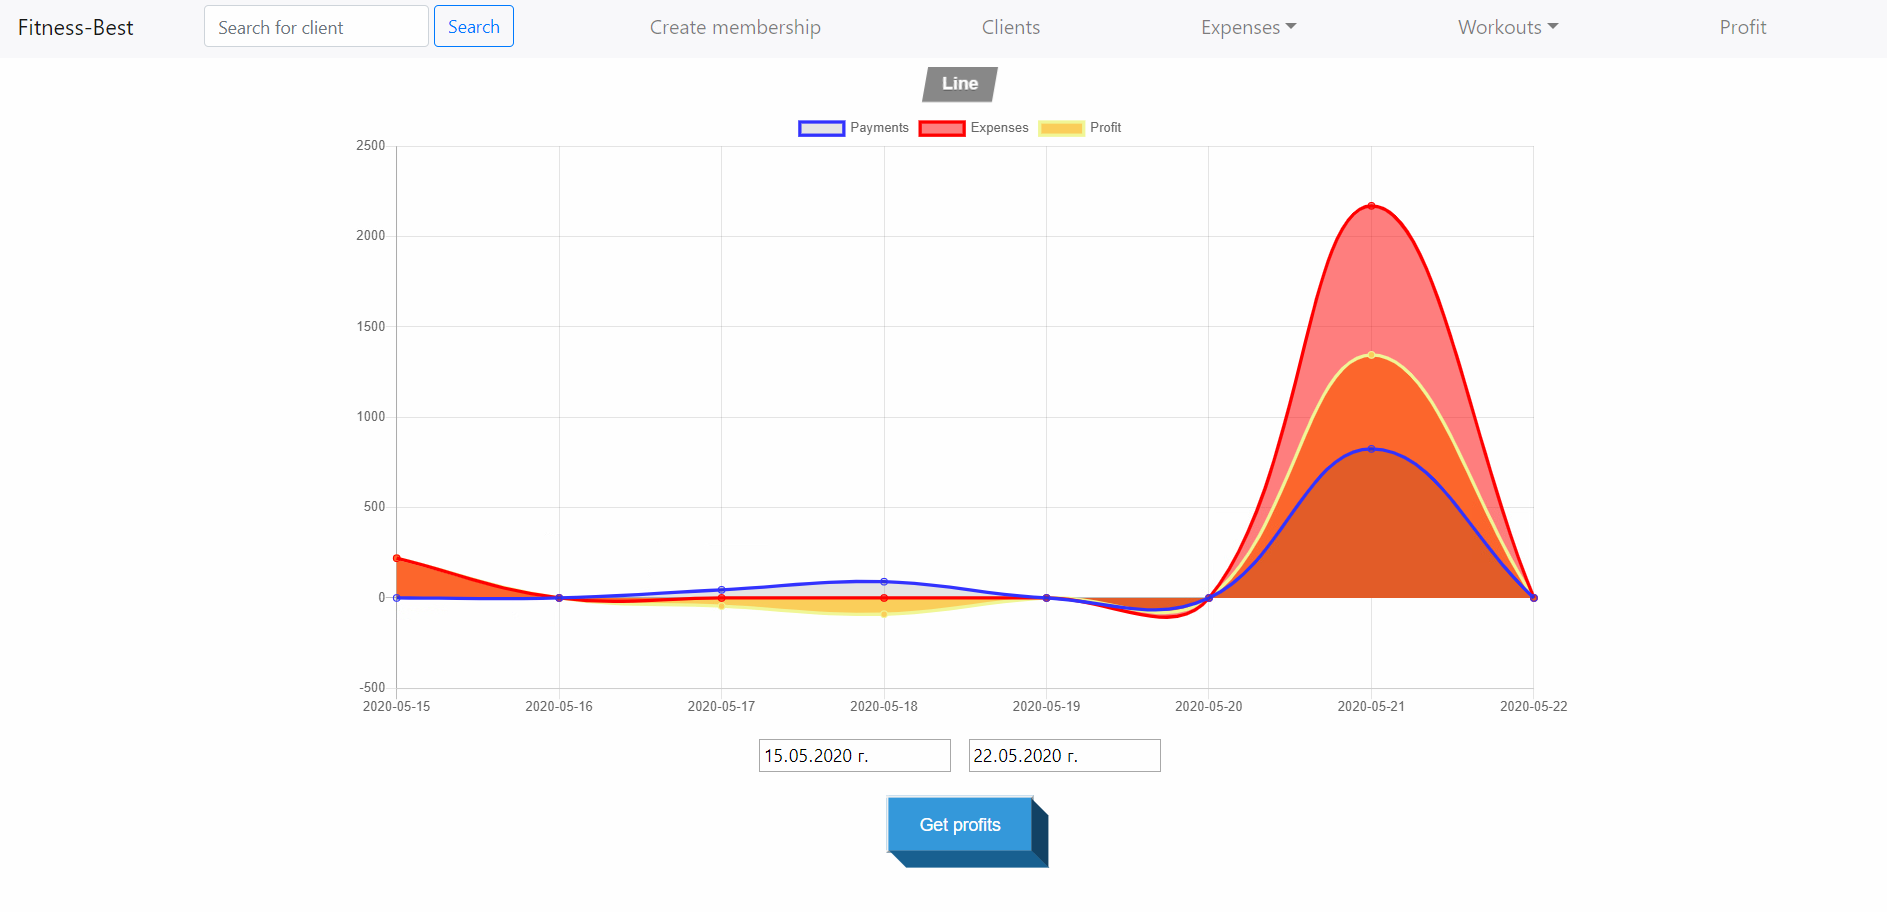 Fitness-Best
Search for client
Search
Create membership
Clients
Expenses
Workouts
Profit
Line
Payments
Expenses
Profit
2500
2000
1500
1000
500
0
-500
2020-05-15
2020-05-16
2020-05-17
2020-05-18
2020-05-19
2020-05-20
2020-05-21
2020-05-22
15.05.2020 г.
22.05.2020 г.
Get profits